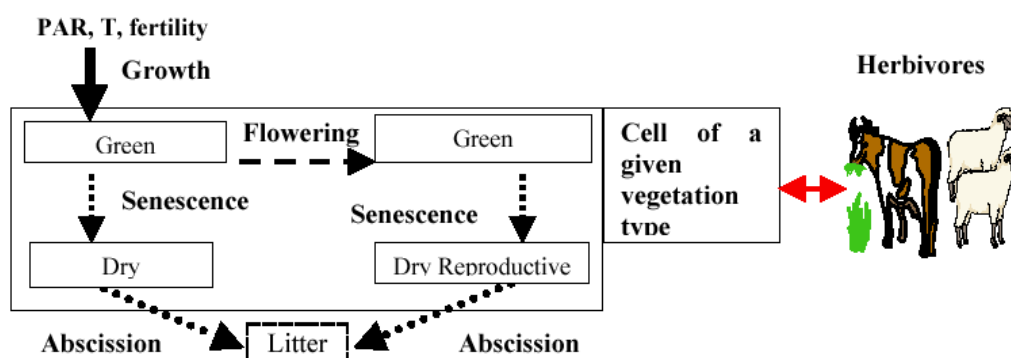 PAR, T, fertility
Growth
Herbivores
Green
Flowering
Green
Cell of a
given
vegetation
type
Senescence
Senescence
Dry
Dry Reproductive
Abscission
Litter
Abscission